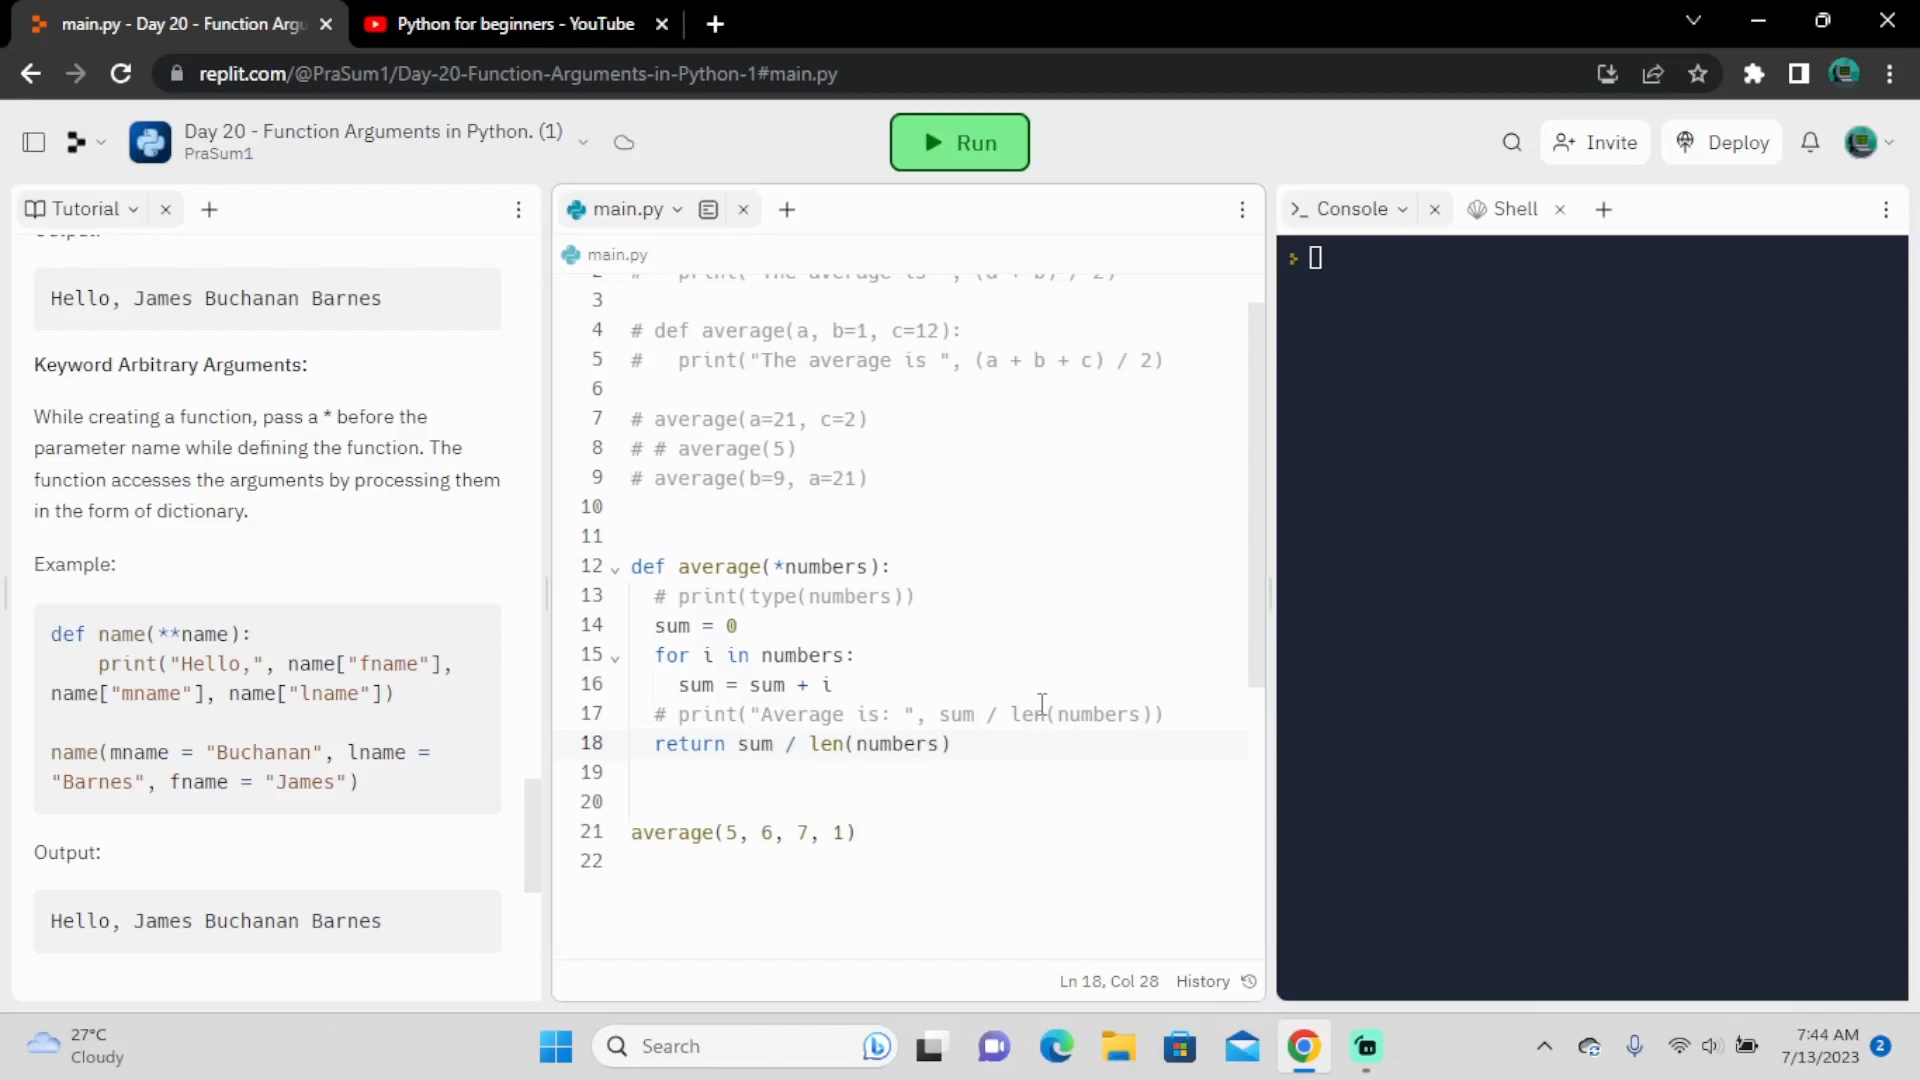 main.py - Day 20 - Function Argu
Python for beginners - YouTube
replit.com/@PraSum1/Day-20-Function-Arguments-in-Python-1#main.py
Day 20 - Function Arguments in Python. (1)
PraSum1
Run
Invite
Deploy
Tutorial
Hello, James Buchanan Barnes
Keyword Arbitrary Arguments:
While creating a function, pass a * before the
parameter name while defining the function. The
function accesses the arguments by processing them
in the form of dictionary.
Example:
def name(**name):
print("Hello,", name["fname"],
name["mname"], name["lname"])
name(mname = "Buchanan", lname =
"Barnes", fname = "James")
Output:
Hello, James Buchanan Barnes
main.py
main.py
2 # print("The average is ", (a + b) / 2)
3
4 # def average(a, b=1, c=12):
5 # print("The average is ", (a + b + c) / 2)
6
7 # average(a=21, c=2)
8 # # average(5)
9 # average(b=9, a=21)
10
11
12 def average(*numbers):
13 # print(type(numbers))
14 sum = 0
15 for i in numbers:
16 sum = sum + i
17 # print("Average is: ", sum / len(numbers))
18 return sum / len(numbers)
19
20
21 average(5, 6, 7, 1)
22
Ln 18, Col 28 History
Console
Shell
27°C
Cloudy
Search
7:44 AM
7/13/2023
2